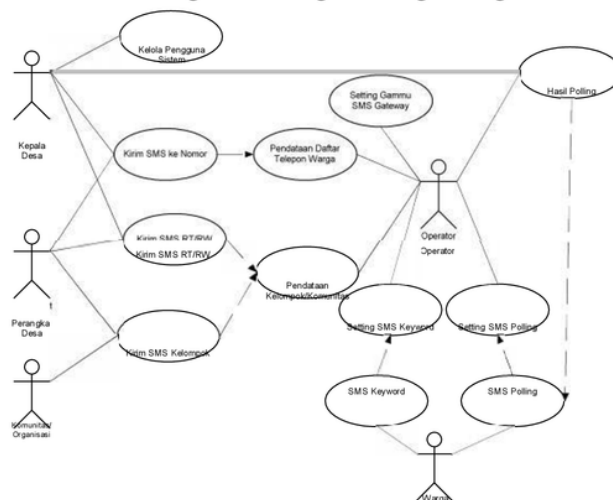 Kelola Pengguna
Sistem
Hasil Polling
Setting Gammu
SMS Gateway
Kepala
Desa
Kirim SMS ke Nomor
Pendataan Daftar
Telepon Warga
Operator
Operator
Kirim SMS RT/RW
Kirim SMS RT/RW
Pendataan
Kelompok/Komunitas
t
Perangka
Desa
Setting SMS Keyword
Setting SMS Polling
Kirim SMS Kelompok
SMS Keyword
SMS Polling
Komunitas/
Organisasi
Warga